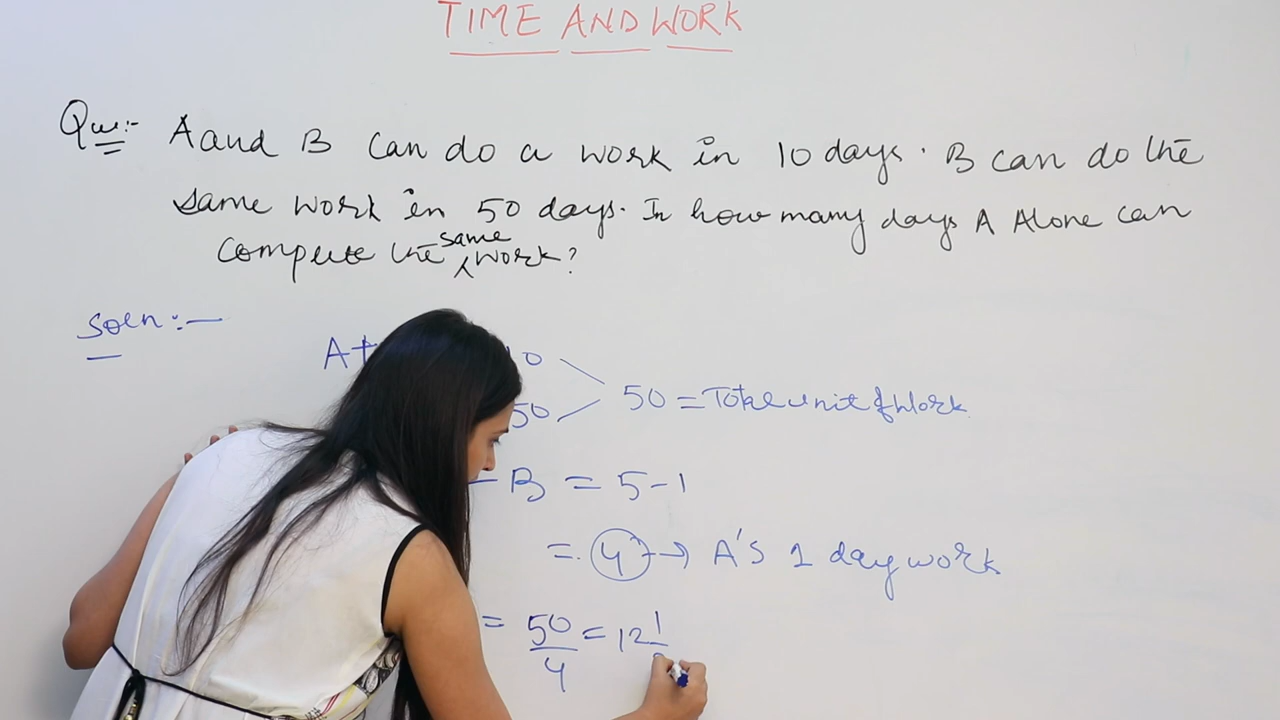 TIME AND WORK
Que:- A and B can do a work in 10 days. B can do the
same work in 50 days. In how many days A Alone can
same
compete the ^ work?
Soln:-
A+ 10
50 50 = Total unit of Work
- B = 5-1
= 4 → A'S 1 day work
= 50/4 = 12 1/